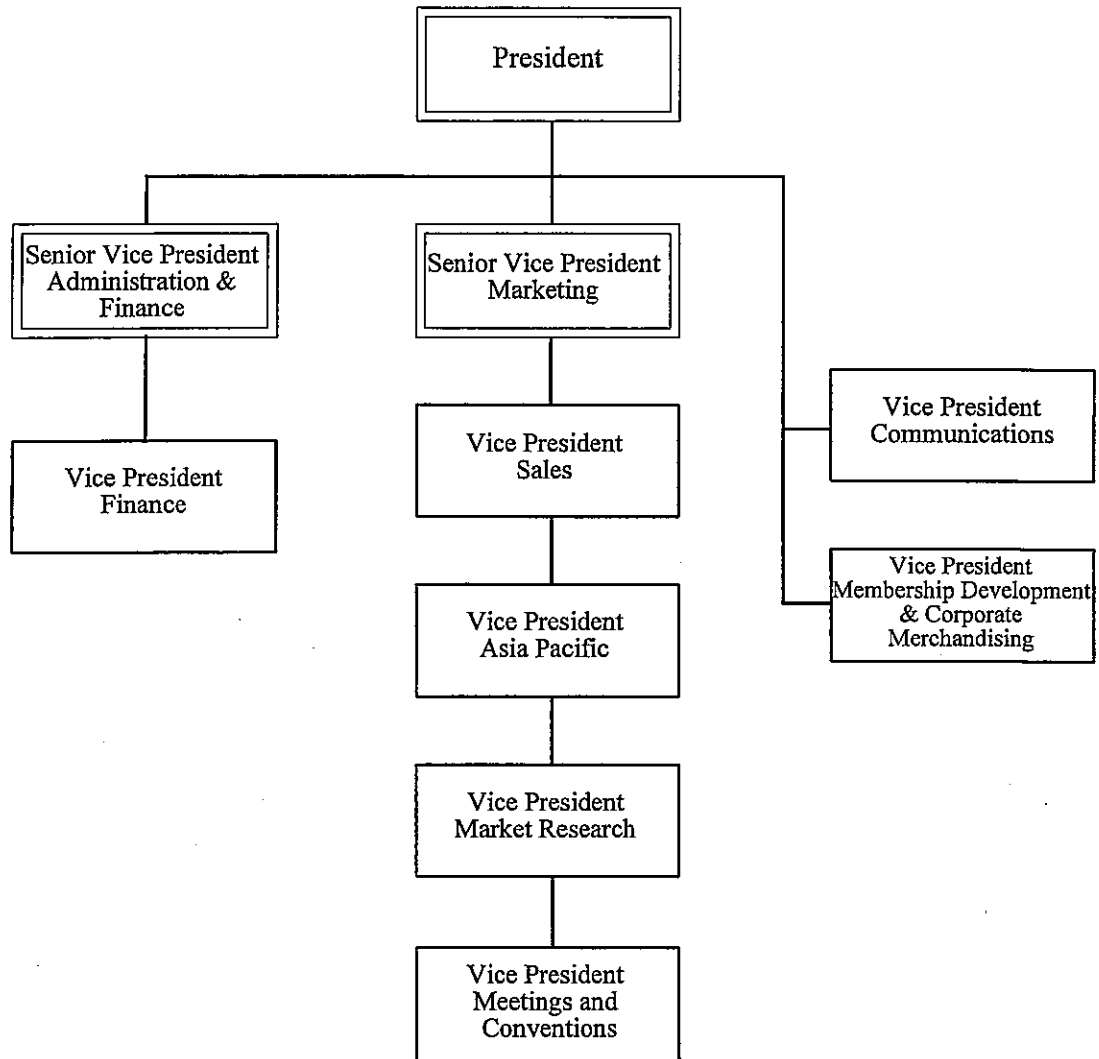 President
Senior Vice President
Administration &
Finance
Senior Vice President
Marketing
Vice President
Finance
Vice President
Sales
Vice President
Asia Pacific
Vice President
Market Research
Vice President
Meetings and
Conventions
Vice President
Communications
Vice President
Membership Development
& Corporate
Merchandising